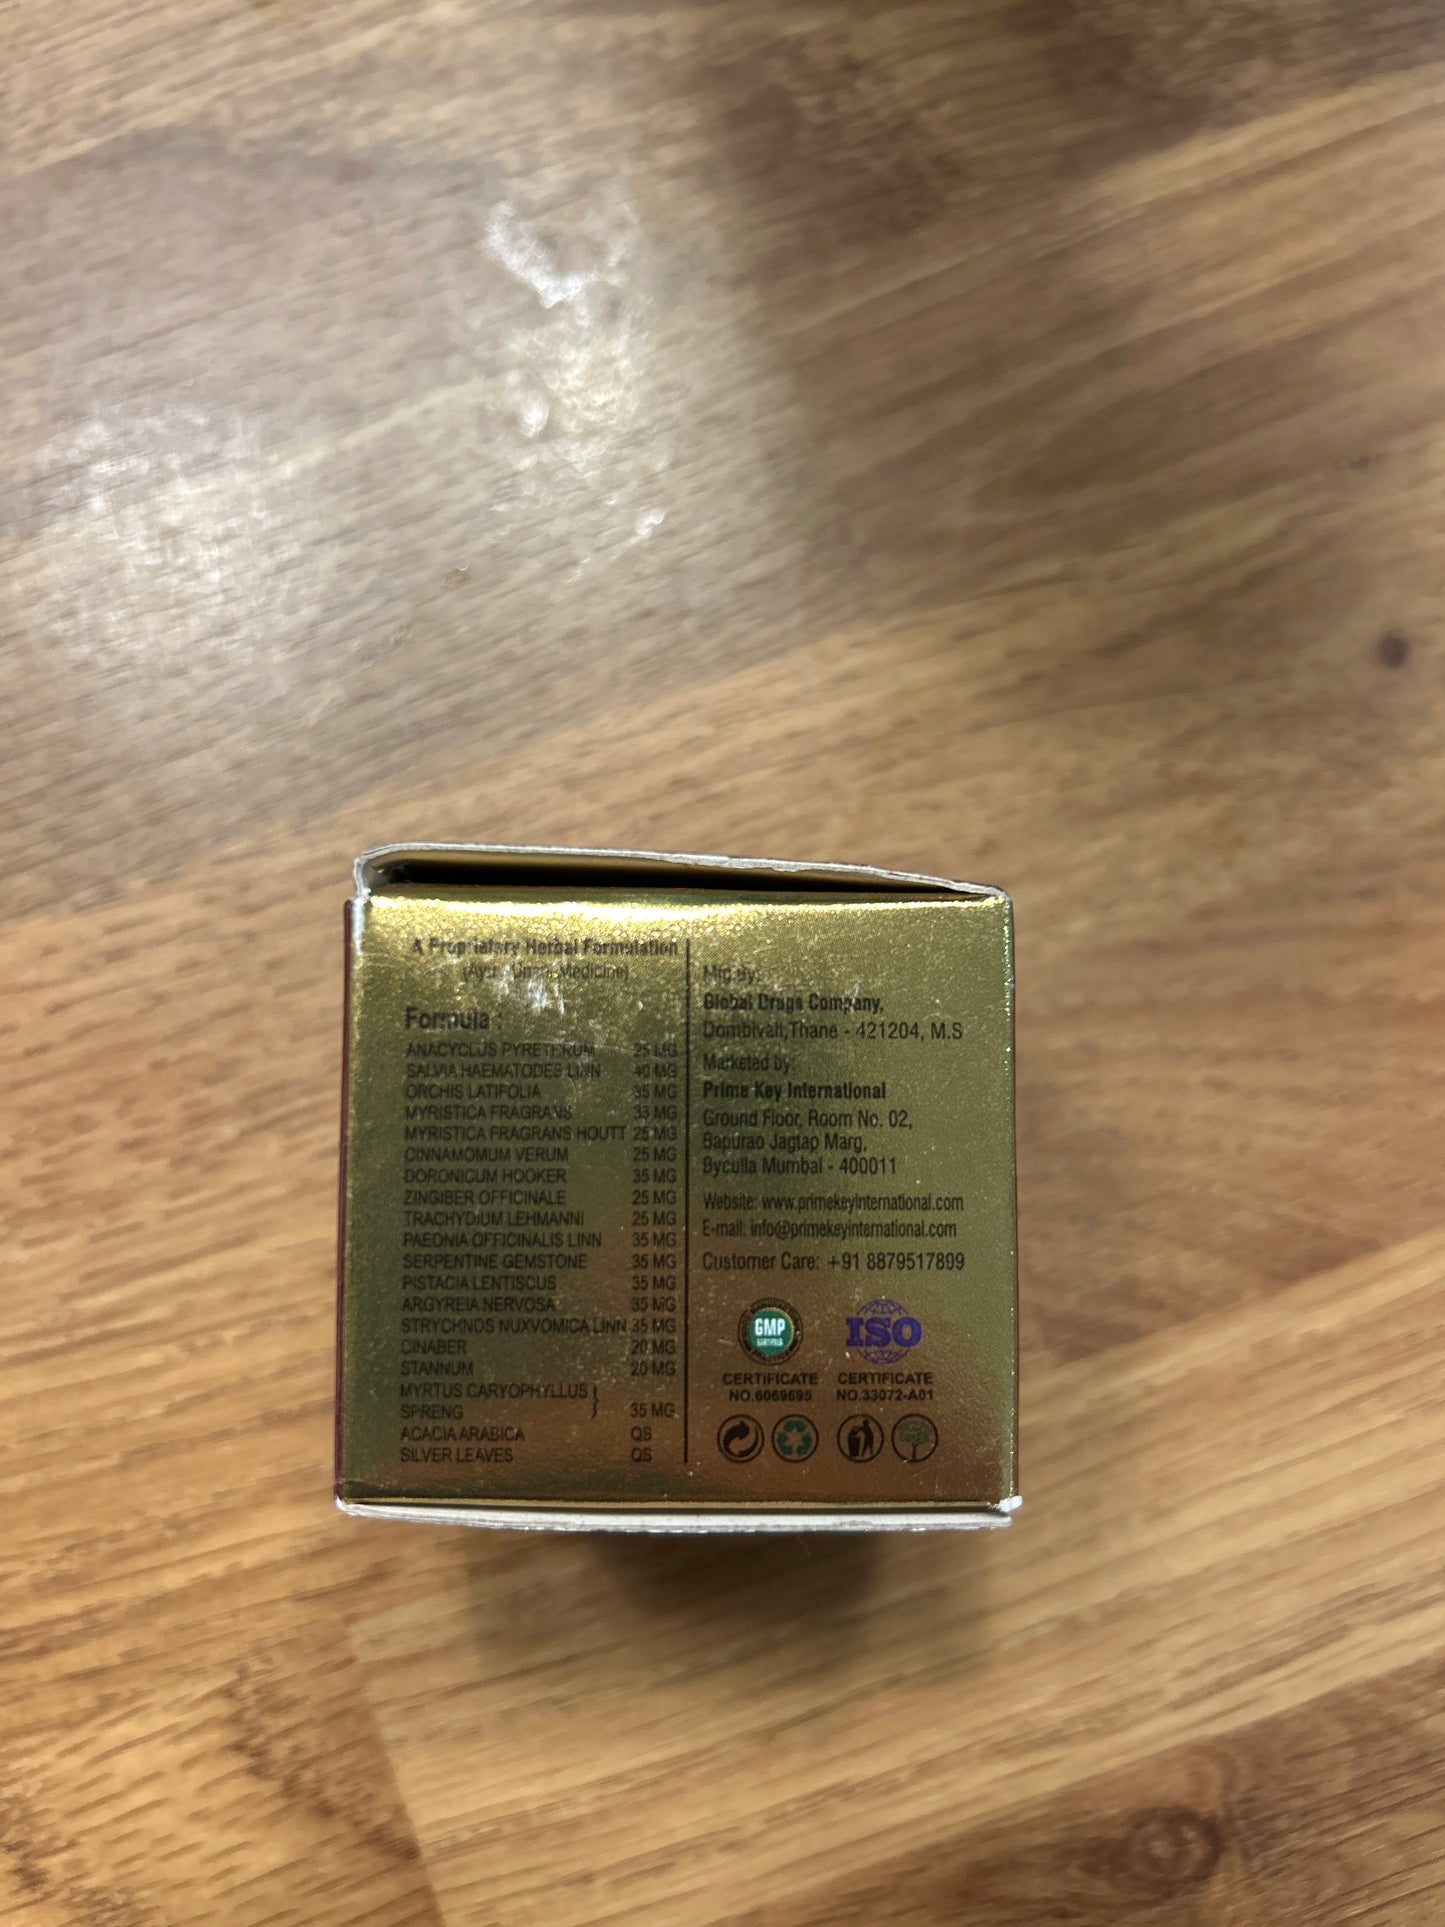 A Proprietary Herbal Formulation
Medicine)
Formula :
ANACYCLUS PYRETHRUM 25 MG
SALVIA HAEMATODES LINN 40 MG
ORCHIS LATIFOLIA 35 MG
MYRISTICA FRAGRANS 33 MG
MYRISTICA FRAGRANS HOUTT 25 MG
CINNAMOMUM VERUM 25 MG
DORONICUM HOOKER 35 MG
ZINGIBER OFFICINALE 25 MG
TRACHYDIUM LEHMANNI 25 MG
PAEONIA OFFICINALIS LINN 35 MG
SERPENTINE GEMSTONE 35 MG
PISTACIA LENTISCUS 35 MG
ARGYREIA NERVOSA 35 MG
STRYCHNOS NUXVOMICA LINN 35 MG
CINABER 20 MG
STANNUM 20 MG
MYRTUS CARYOPHYLLUS }
SPRENG 35 MG
ACACIA ARABICA QS
SILVER LEAVES QS
Mfg By:
Global Drugs Company,
Dombivali,Thane - 421204, M.S
Marketed by:
Prime Key International
Ground Floor, Room No. 02,
Bapurao Jagtap Marg,
Byculla Mumbai - 400011
Website: www.primekeyinternational.com
E-mail: info@primekeyinternational.com
Customer Care: +91 8879517899
GMP
CERTIFIED
ISO
CERTIFICATE
NO.6069695
CERTIFICATE
NO.33072-A01